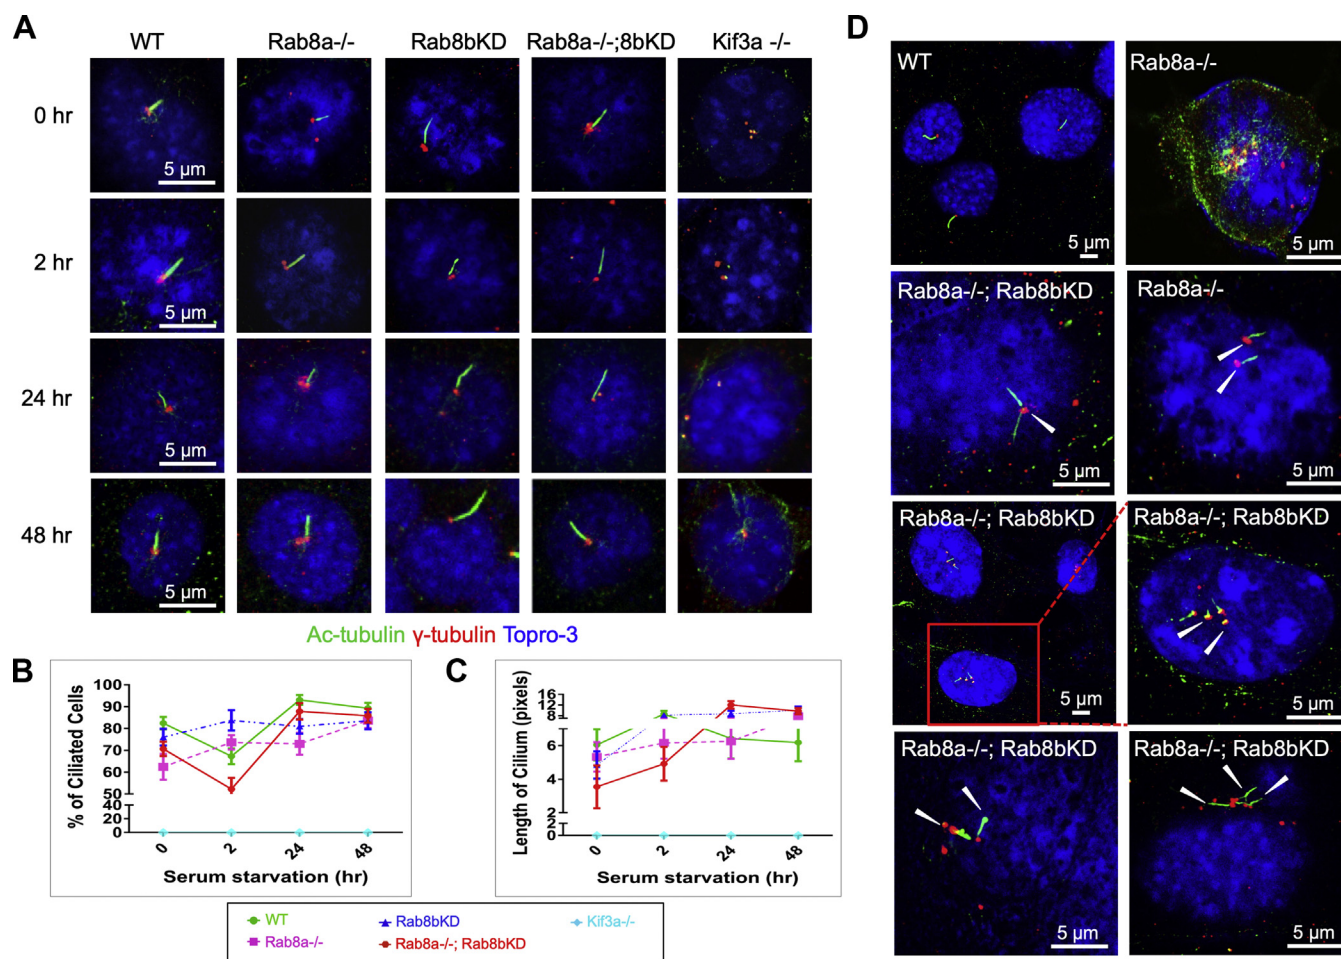 A
WT
Rab8a-/-
Rab8bKD
Rab8a-/-;8bKD
Kif3a -/-
0 hr
5 μm
2 hr
5 μm
24 hr
5 μm
48 hr
5 μm
Ac-tubulin γ-tubulin Topro-3
B
% of Ciliated Cells
100
90
80
70
60
50
40
20
0
0
2
24
48
Serum starvation (hr)
C
Length of Cilium (pixels)
16
8
6
4
2
2
0
0
2
24
48
Serum starvation (hr)
WT
Rab8bKD
Kif3a-/-
Rab8a-/-
Rab8a-/-; Rab8bKD
D
WT
5 μm
Rab8a-/-
5 μm
Rab8a-/-; Rab8bKD
5 μm
Rab8a-/-
5 μm
Rab8a-/-; Rab8bKD
5 μm
Rab8a-/-; Rab8bKD
5 μm
Rab8a-/-; Rab8bKD
5 μm
Rab8a-/-; Rab8bKD
5 μm